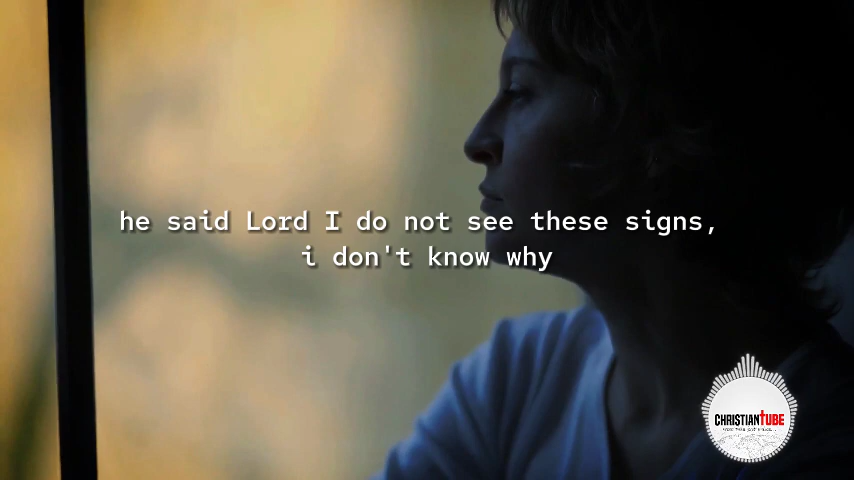 he said Lord I do not see these signs,
i don't know why
CHRISTIANTUBE